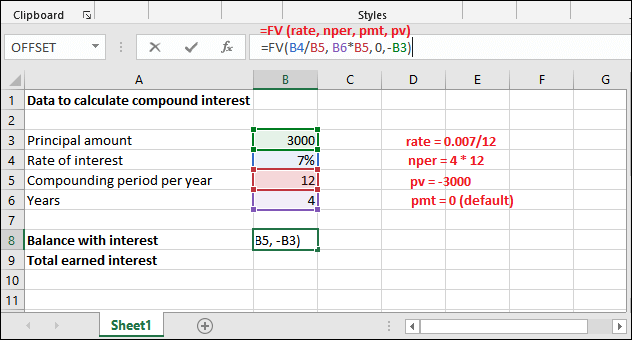 Clipboard Styles
=FV (rate, nper, pmt, pv)
OFFSET fx =FV(B4/B5, B6*B5, 0, -B3)
A B C D E F G
1 Data to calculate compound interest
2
3 Principal amount 3000 rate = 0.007/12
4 Rate of interest 7% nper = 4 * 12
5 Compounding period per year 12 pv = -3000
6 Years 4 pmt = 0 (default)
7
8 Balance with interest B5, -B3)
9 Total earned interest
10
11
Sheet1